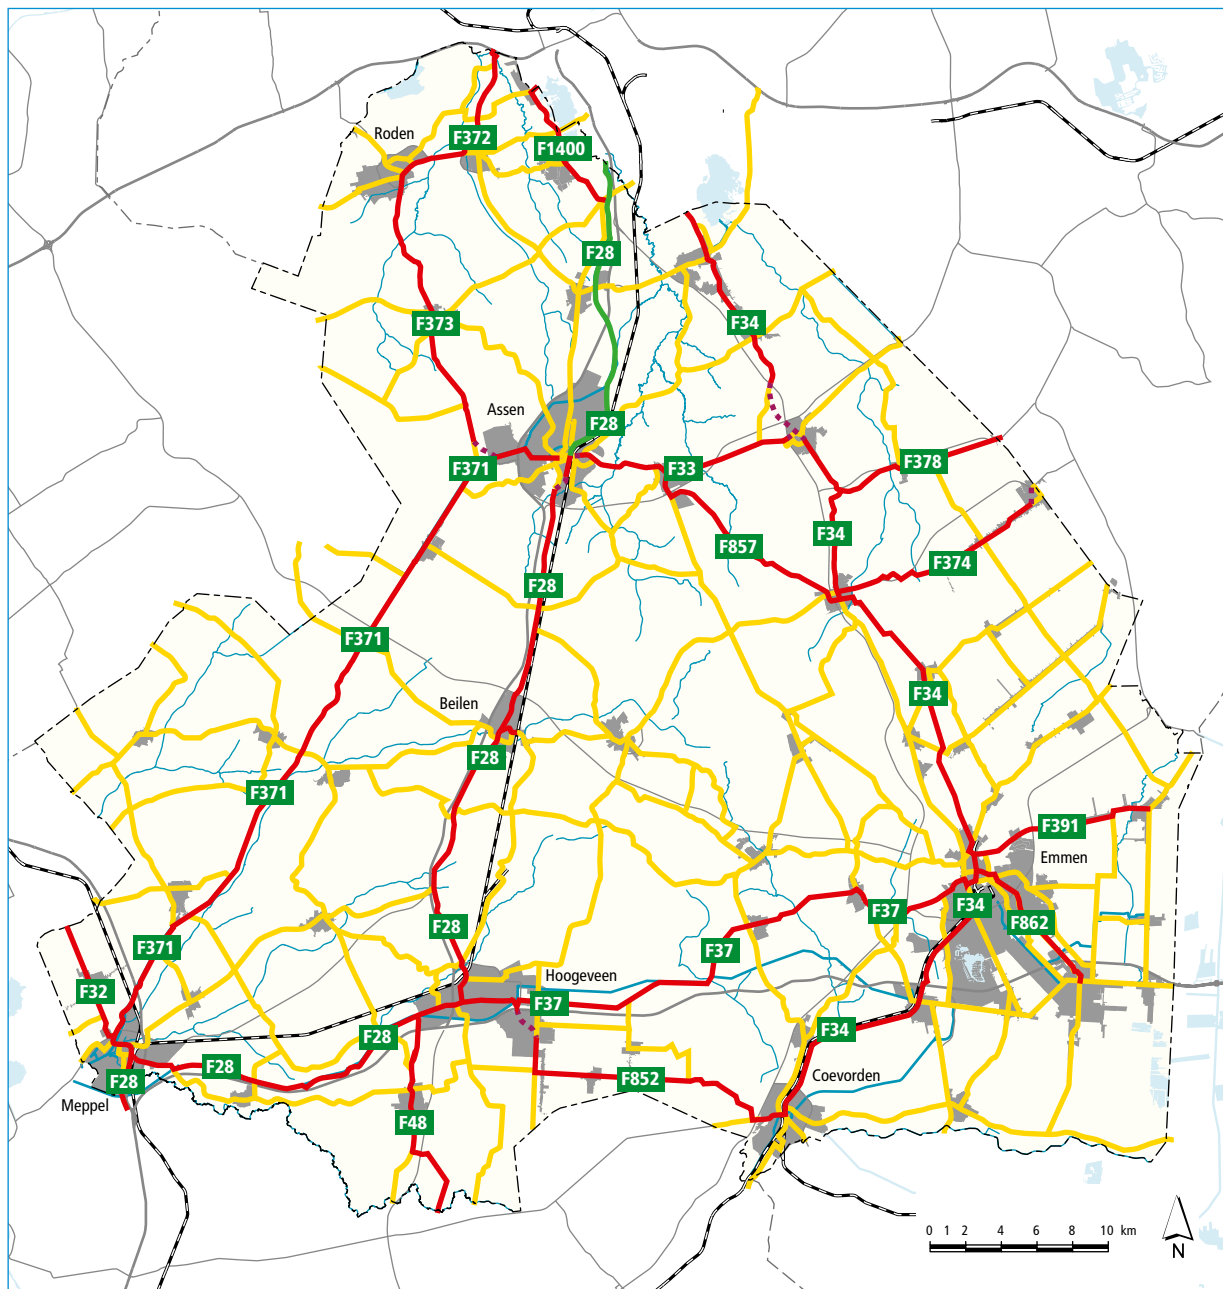 Roden
F372
F1400
F28
F373
F34
Assen
F28
F371
F33
F378
F34
F857
F374
F28
F371
F34
Beilen
F28
F371
F391
Emmen
F34
F37
F862
F28
F371
F37
Hoogeveen
F32
F37
F28
F34
F28
F28
F852
Coevorden
Meppel
F48
0 1 2 4 6 8 10 km
N